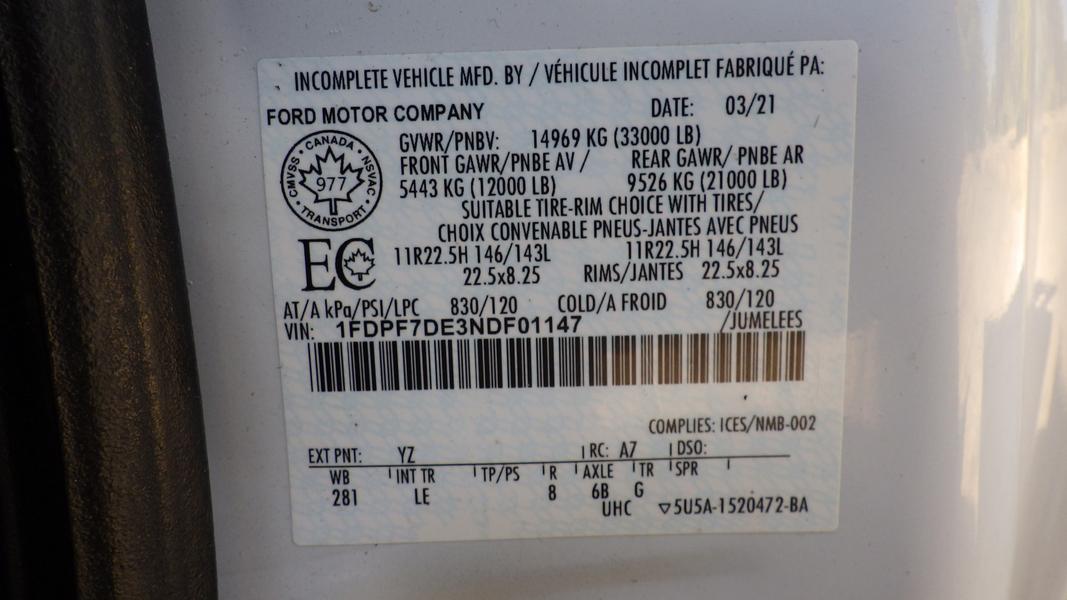 INCOMPLETE VEHICLE MFD. BY / VÉHICULE INCOMPLET FABRIQUÉ PA:
FORD MOTOR COMPANY DATE: 03/21
GVWR/PNBV: 14969 KG (33000 LB)
FRONT GAWR/PNBE AV / REAR GAWR/ PNBE AR
5443 KG (12000 LB) 9526 KG (21000 LB)
SUITABLE TIRE-RIM CHOICE WITH TIRES/
CHOIX CONVENABLE PNEUS-JANTES AVEC PNEUS
CANADA
CMVSS NSVAC
977
TRANSPORT
EC
11R22.5H 146/143L 11R22.5H 146/143L
22.5x8.25 RIMS/JANTES 22.5x8.25
AT/A kPa/PSI/LPC 830/120 COLD/A FROID 830/120
VIN: 1FDPF7DE3NDF01147 /JUMELEES
COMPLIES: ICES/NMB-002
EXT PNT: YZ RC: A7 DSO:
WB INT TR TP/PS R AXLE TR SPR
281 LE 8 6B G
UHC ▽5U5A-1520472-BA